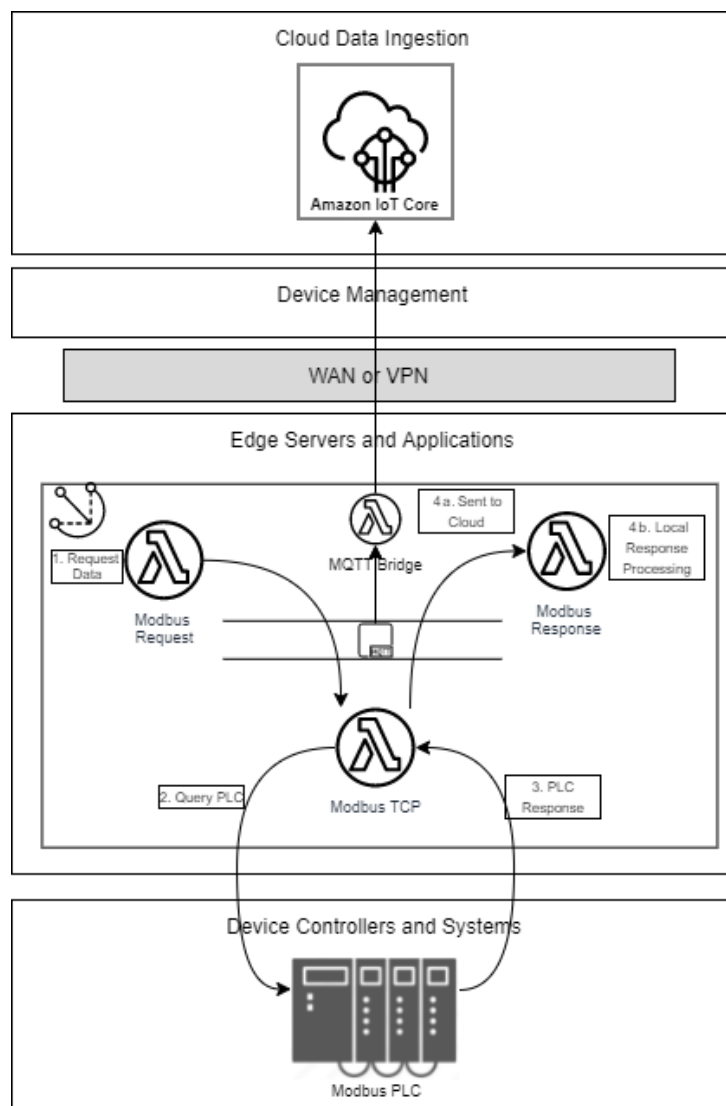 Cloud Data Ingestion
Amazon IoT Core
Device Management
WAN or VPN
Edge Servers and Applications
4a. Sent to
Cloud
4b. Local
Response
Processing
1. Request
Data
MQTT Bridge
Modbus
Request
Modbus
Response
2. Query PLC
Modbus TCP
3. PLC
Response
Device Controllers and Systems
Modbus PLC